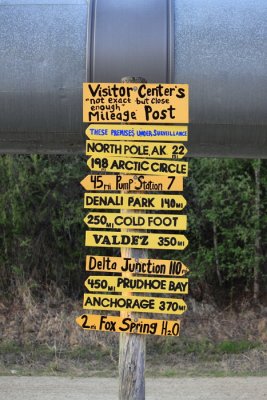 Visitor Center's
"not exact but close
enough"
Mileage Post
THESE PREMISES UNDER SURVEILLANCE
NORTH POLE, AK 22 MI
198 ARCTIC CIRCLE
45mi Pump Station 7
DENALI PARK 140MI
250MI COLD FOOT
VALDEZ 350MI
Delta Junction 110mi
450MI PRUDHOE BAY
ANCHORAGE 370MI
2mi Fox Spring H2O